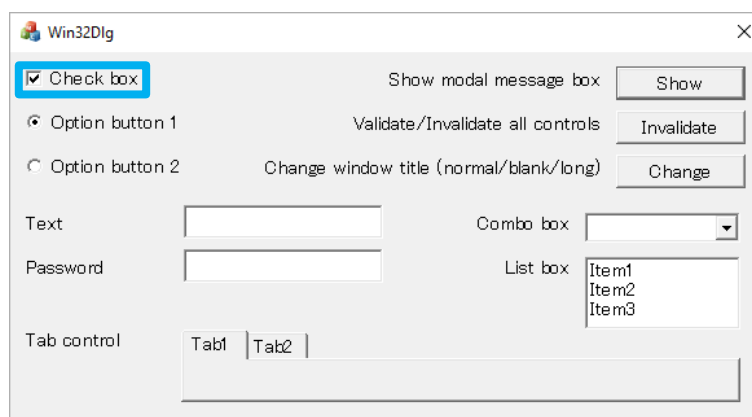 Win32Dlg
Check box
Show modal message box
Show
Option button 1
Validate/Invalidate all controls
Invalidate
Option button 2
Change window title (normal/blank/long)
Change
Text
Combo box
Password
List box
Item1
Item2
Item3
Tab control
Tab1
Tab2